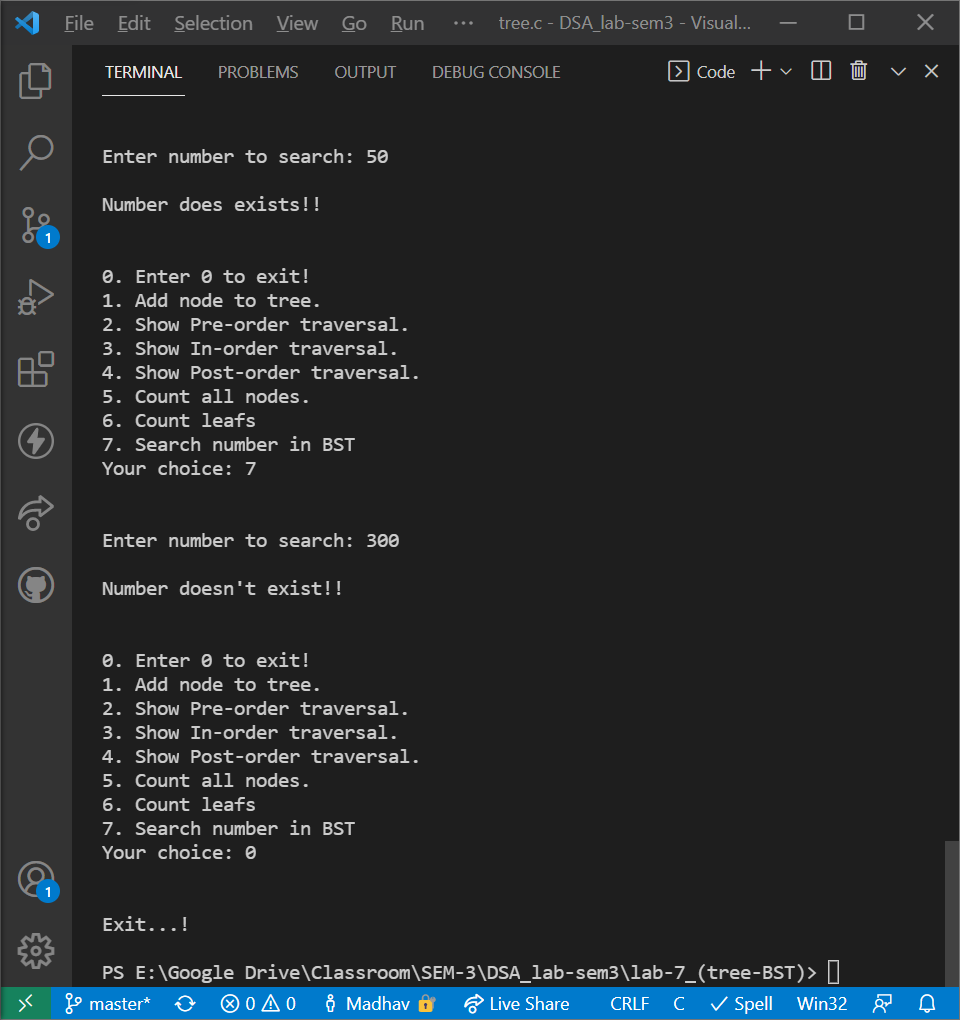 File Edit Selection View Go Run ··· tree.c - DSA_lab-sem3 - Visual...
TERMINAL PROBLEMS OUTPUT DEBUG CONSOLE Code
Enter number to search: 50
Number does exists!!
0. Enter 0 to exit!
1. Add node to tree.
2. Show Pre-order traversal.
3. Show In-order traversal.
4. Show Post-order traversal.
5. Count all nodes.
6. Count leafs
7. Search number in BST
Your choice: 7
Enter number to search: 300
Number doesn't exist!!
0. Enter 0 to exit!
1. Add node to tree.
2. Show Pre-order traversal.
3. Show In-order traversal.
4. Show Post-order traversal.
5. Count all nodes.
6. Count leafs
7. Search number in BST
Your choice: 0
Exit...!
PS E:\Google Drive\Classroom\SEM-3\DSA_lab-sem3\lab-7_(tree-BST)>
1
1
master* 0 0 Madhav Live Share CRLF C Spell Win32